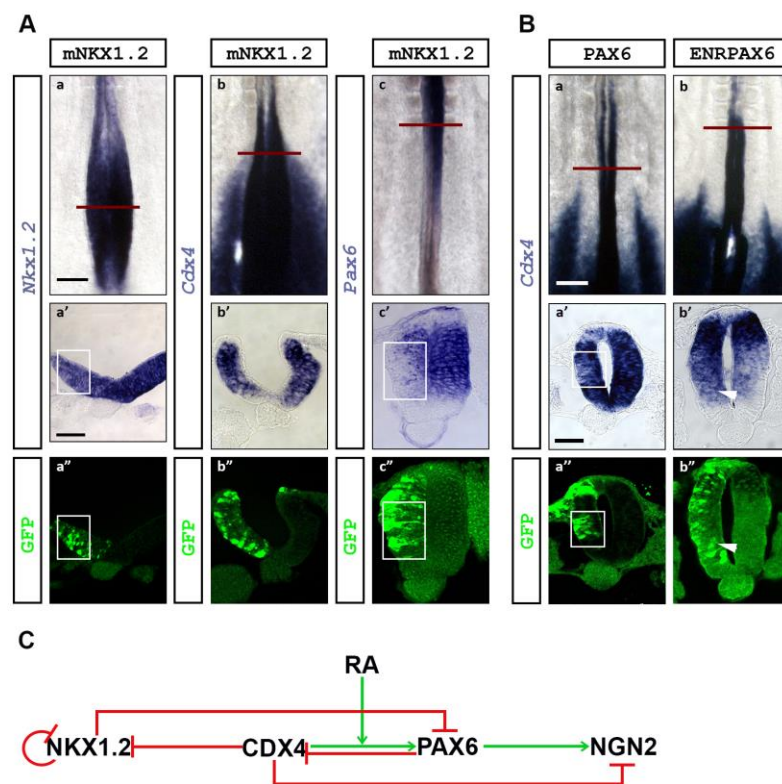 A
B
mNKX1.2
mNKX1.2
mNKX1.2
PAX6
ENRPAX6
Nkx1.2
a
Cdx4
b
Pax6
c
Cdx4
a
b
a'
b'
c'
a'
b'
GFP
a"
GFP
b"
GFP
c"
GFP
a"
b"
C
RA
NKX1.2
CDX4
PAX6
NGN2